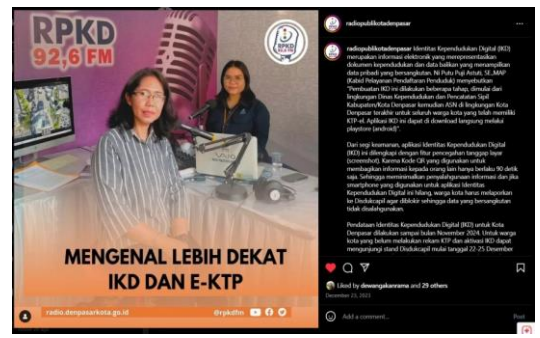 RPKD
92,6 FM
RPKD
92,6 FM
MENGENAL LEBIH DEKAT
IKD DAN E-KTP
radio.denpasarkota.go.id
@rpkdfm
radiopublikotadenpasar
radiopublikotadenpasar Identitas Kependudukan Digital (IKD)
merupakan informasi elektronik yang merepresentasikan
dokumen kependudukan dan data balikan yang menampilkan
data pribadi yang bersangkutan. Ni Putu Puji Astuti, SE.,MAP
(Kabid Pelayanan Pendaftaran Penduduk) menyebutkan
"Pembuatan IKD ini dilakukan beberapa tahap, dimulai dari
lingkungan Dinas Kependudukan dan Pencatatan Sipil
Kabupaten/Kota Denpasar kemudian ASN di lingkungan Kota
Denpasar terakhir untuk seluruh warga kota yang telah memiliki
KTP-el. Aplikasi IKD ini dapat di download langsung melalui
playstore (android)".
Dari segi keamanan, aplikasi Identitas Kependudukan Digital
(IKD) ini dilengkapi dengan fitur pencegahan tanggap layar
(screenshot). Karena Kode QR yang digunakan untuk
membagikan informasi kepada orang lain hanya berlaku 90 detik
saja. Sehingga meminimalkan penyalahgunaan informasi dan jika
smartphone yang digunakan untuk aplikasi Identitas
Kependudukan Digital ini hilang, warga kota harus melaporkan
ke Disdukcapil agar diblokir sehingga data yang bersangkutan
tidak disalahgunakan.
Pendataan Identitas Kependudukan Digital (IKD) untuk Kota
Denpasar dilakukan sampai bulan November 2024. Untuk warga
kota yang belum melakukan rekam KTP dan aktivasi IKD dapat
mengunjungi stand Disdukcapil mulai tanggal 22-25 Desember
Liked by dewangakanrama and 29 others
December 23, 2023
Add a comment...
Post